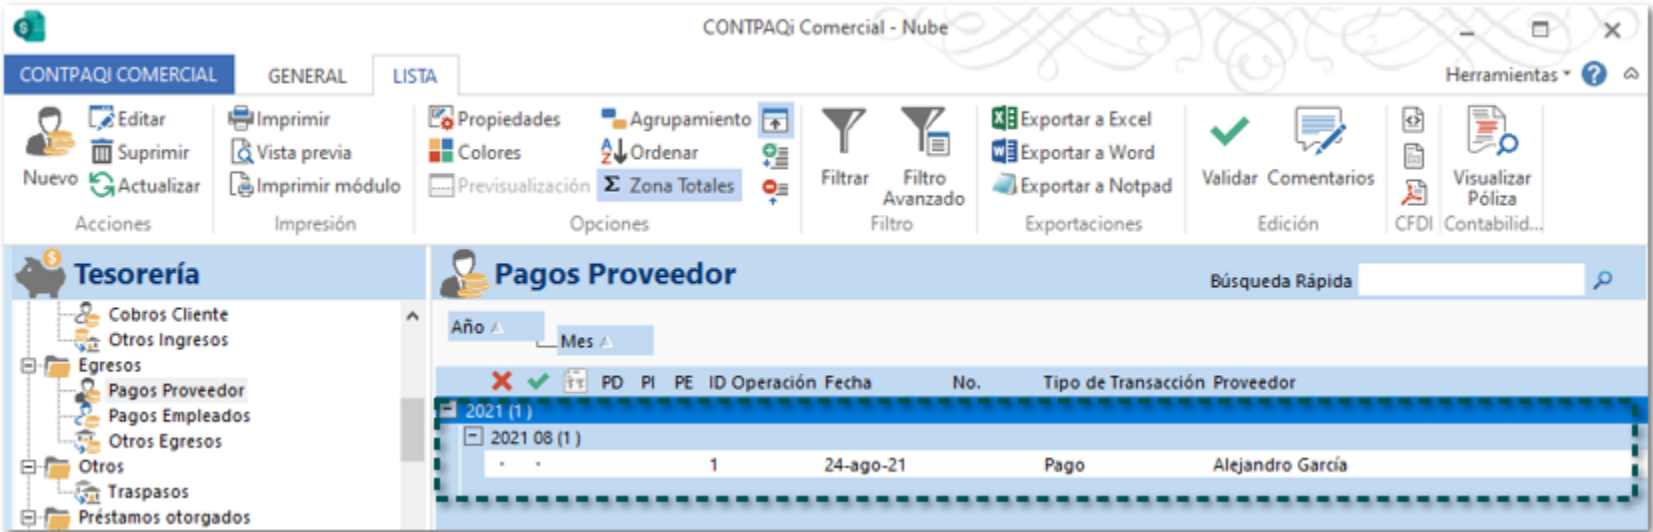 CONTPAQi Comercial - Nube
CONTPAQI COMERCIAL GENERAL LISTA Herramientas
Nuevo
Editar
Suprimir
Actualizar
Acciones
Imprimir
Vista previa
Imprimir módulo
Impresión
Propiedades
Colores
Previsualización
Agrupamiento
Ordenar
Σ Zona Totales
Opciones
Filtrar
Filtro
Avanzado
Filtro
Exportar a Excel
Exportar a Word
Exportar a Notpad
Exportaciones
Validar Comentarios
Edición
CFDI
Visualizar
Póliza
Contabilid...
Tesorería
Cobros Cliente
Otros Ingresos
Egresos
Pagos Proveedor
Pagos Empleados
Otros Egresos
Otros
Traspasos
Préstamos otorgados
Pagos Proveedor
Búsqueda Rápida
Año
Mes
PD PI PE ID Operación Fecha No. Tipo de Transacción Proveedor
2021 (1)
2021 08 (1)
1 24-ago-21 Pago Alejandro García